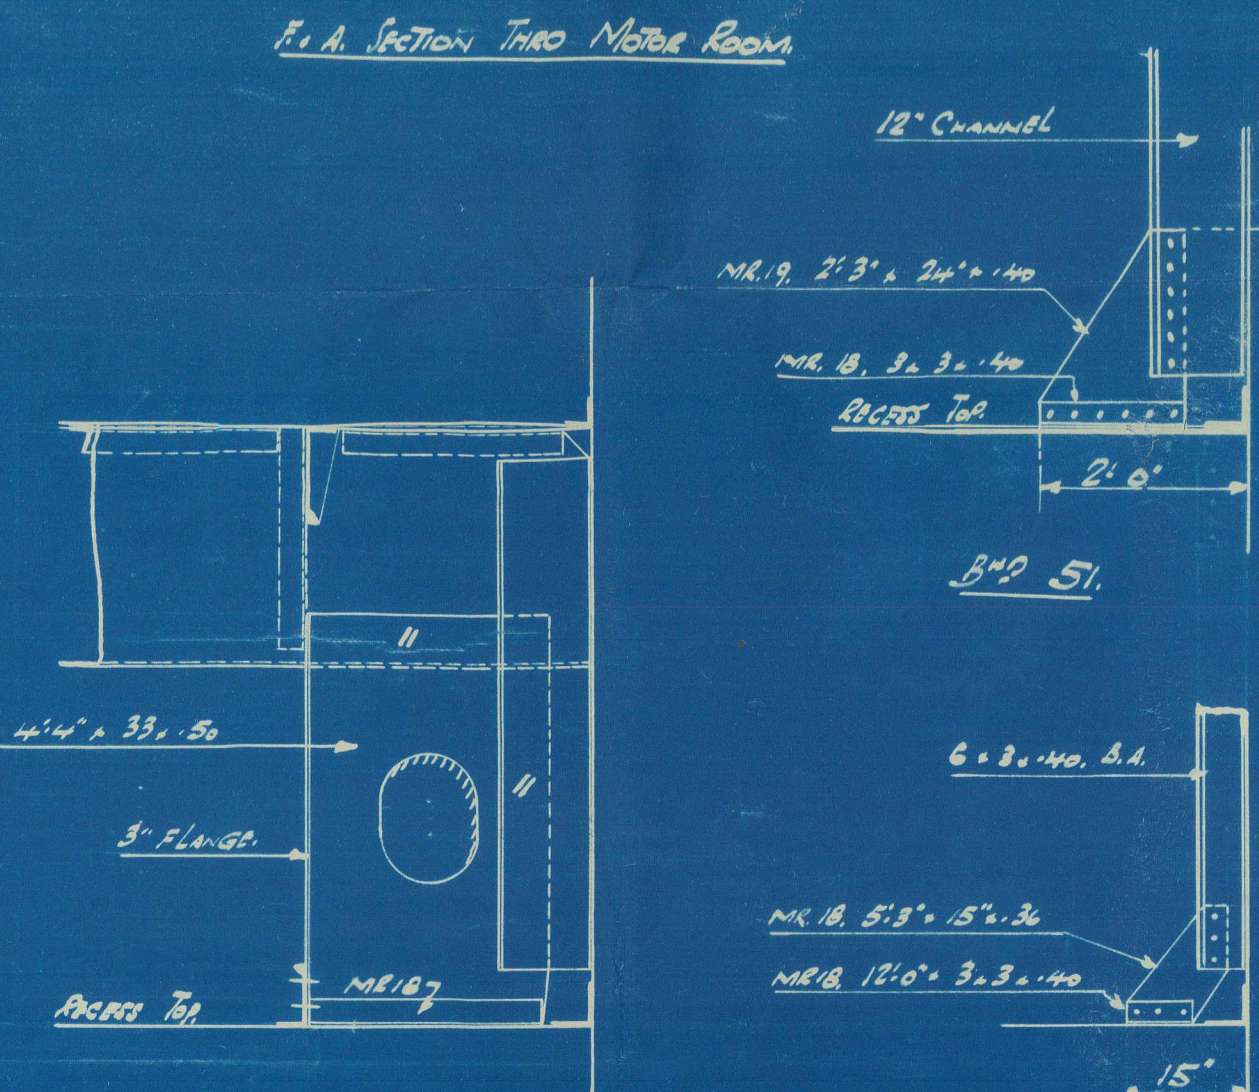 F. & A. SECTION THRO MOTOR ROOM.
12" CHANNEL
MR.19. 2'.3" x 24" x .40
MR. 18. 3 x 3 x .40
RECESS TOP.
2'. 0"
BHD 51.
11
4'.4" x 33 x .50
11
3" FLANGE.
MR187
RECESS TOP.
6 x 3 x .40. B.A.
MR.18. 5'.3" x 15" x .36
MR18. 12'.0" x 3 x 3 x .40
15"